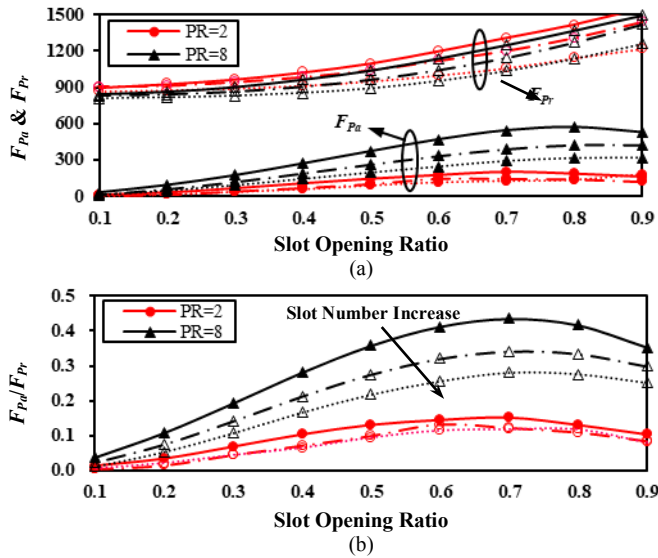 PR=2
PR=8
1500
1200
900
600
300
0
F_Pa & F_Pr
F_Pa
F_Pr
0.1 0.2 0.3 0.4 0.5 0.6 0.7 0.8 0.9
Slot Opening Ratio
(a)
PR=2
PR=8
Slot Number Increase
0.5
0.4
0.3
0.2
0.1
0.0
F_Pa/F_Pr
0.1 0.2 0.3 0.4 0.5 0.6 0.7 0.8 0.9
Slot Opening Ratio
(b)